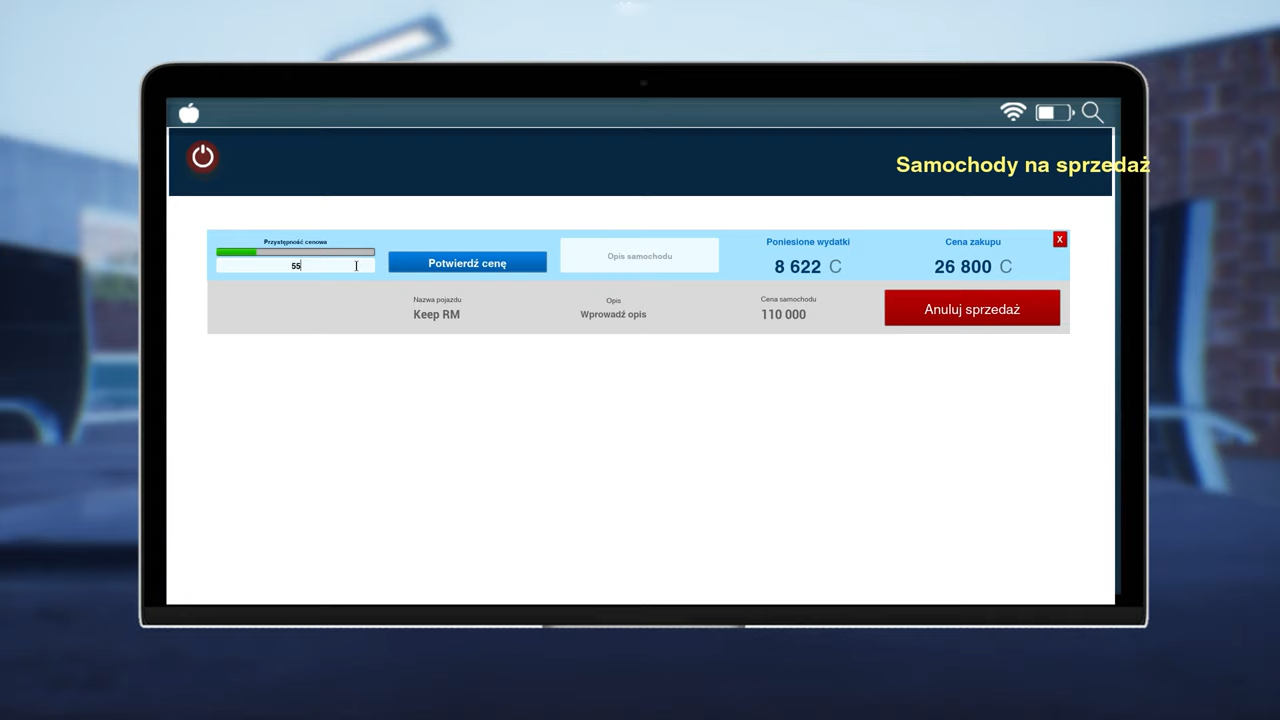 Samochody na sprzedaż
Przystępność cenowa
55
Potwierdź cenę
Opis samochodu
Poniesione wydatki
8 622 C
Cena zakupu
26 800 C
X
Nazwa pojazdu
Keep RM
Opis
Wprowadź opis
Cena samochodu
110 000
Anuluj sprzedaż